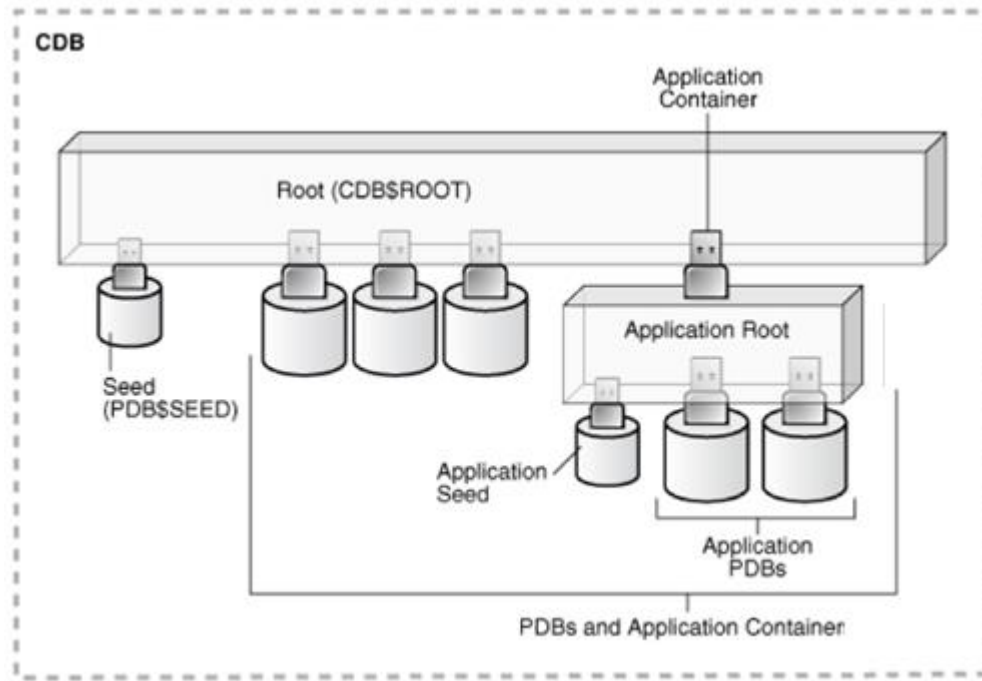 CDB
Application
Container
Root (CDB$ROOT)
Application Root
Seed
(PDB$SEED)
Application
Seed
Application
PDBs
PDBs and Application Container